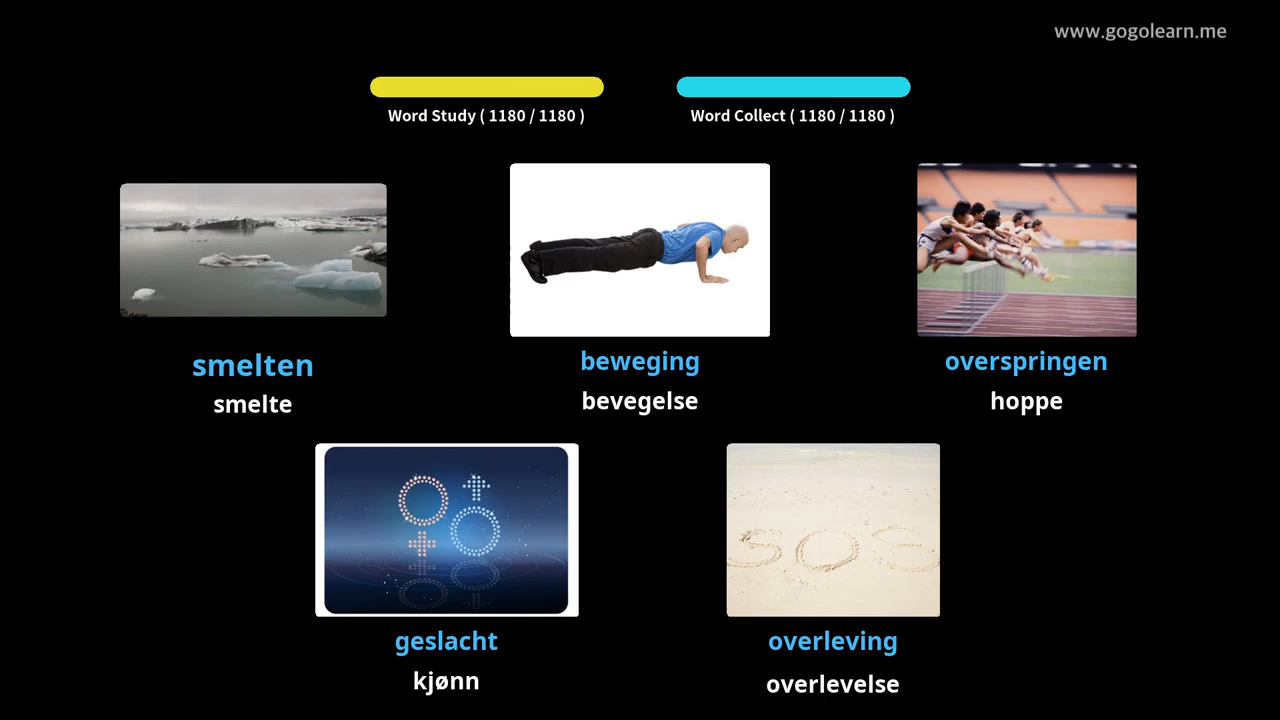 www.gogolearn.me
Word Study ( 1180 / 1180 )
Word Collect ( 1180 / 1180 )
smelten
smelte
beweging
bevegelse
overspringen
hoppe
SOS
geslacht
kjønn
overleving
overlevelse